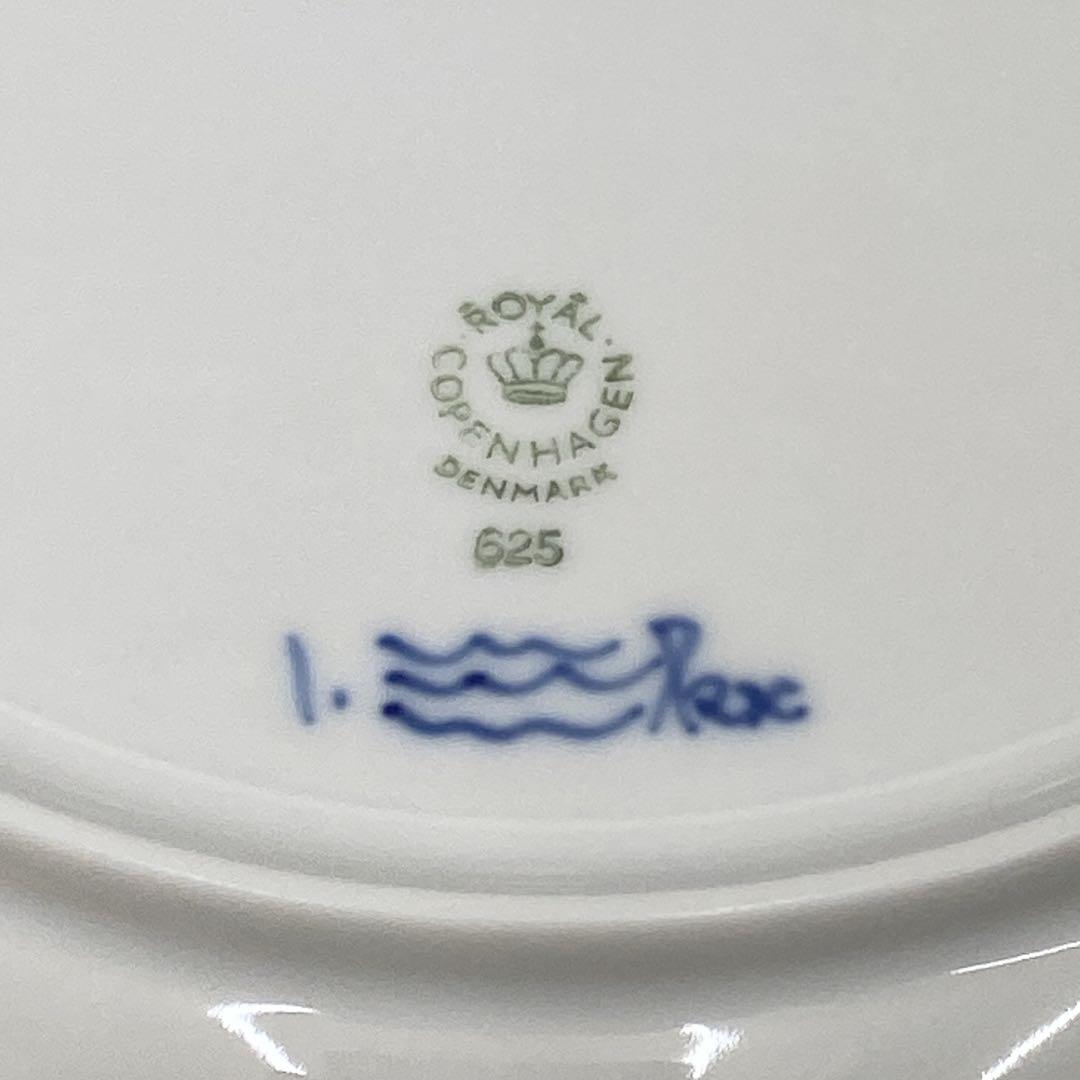 ROYAL
COPENHAGEN
DENMARK
625
1.